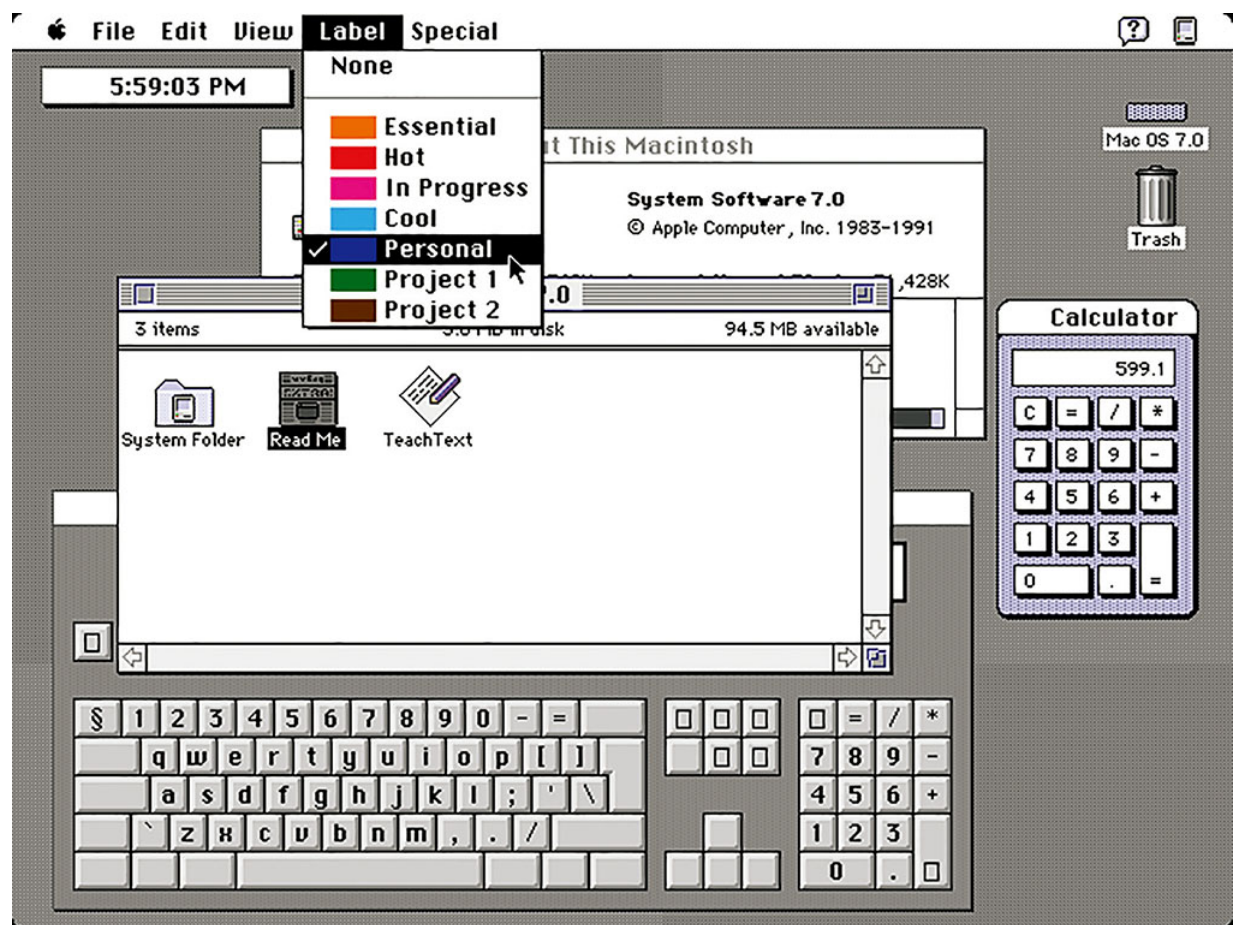 File Edit View Label Special
None
5:59:03 PM
Essential
Hot
In Progress
Cool
Personal
Project 1
Project 2
This Macintosh
System Software 7.0
© Apple Computer, Inc. 1983-1991
,428K
Mac OS 7.0
Trash
.0
3 items
in disk
94.5 MB available
System Folder
Read Me
TeachText
Calculator
599.1
C = / *
7 8 9 -
4 5 6 +
1 2 3
0 . =
§ 1 2 3 4 5 6 7 8 9 0 - = = / *
q w e r t y u i o p [ ] 7 8 9 -
a s d f g h j k l ; ' \ 4 5 6 +
` z x c v b n m , . / 1 2 3
0 .